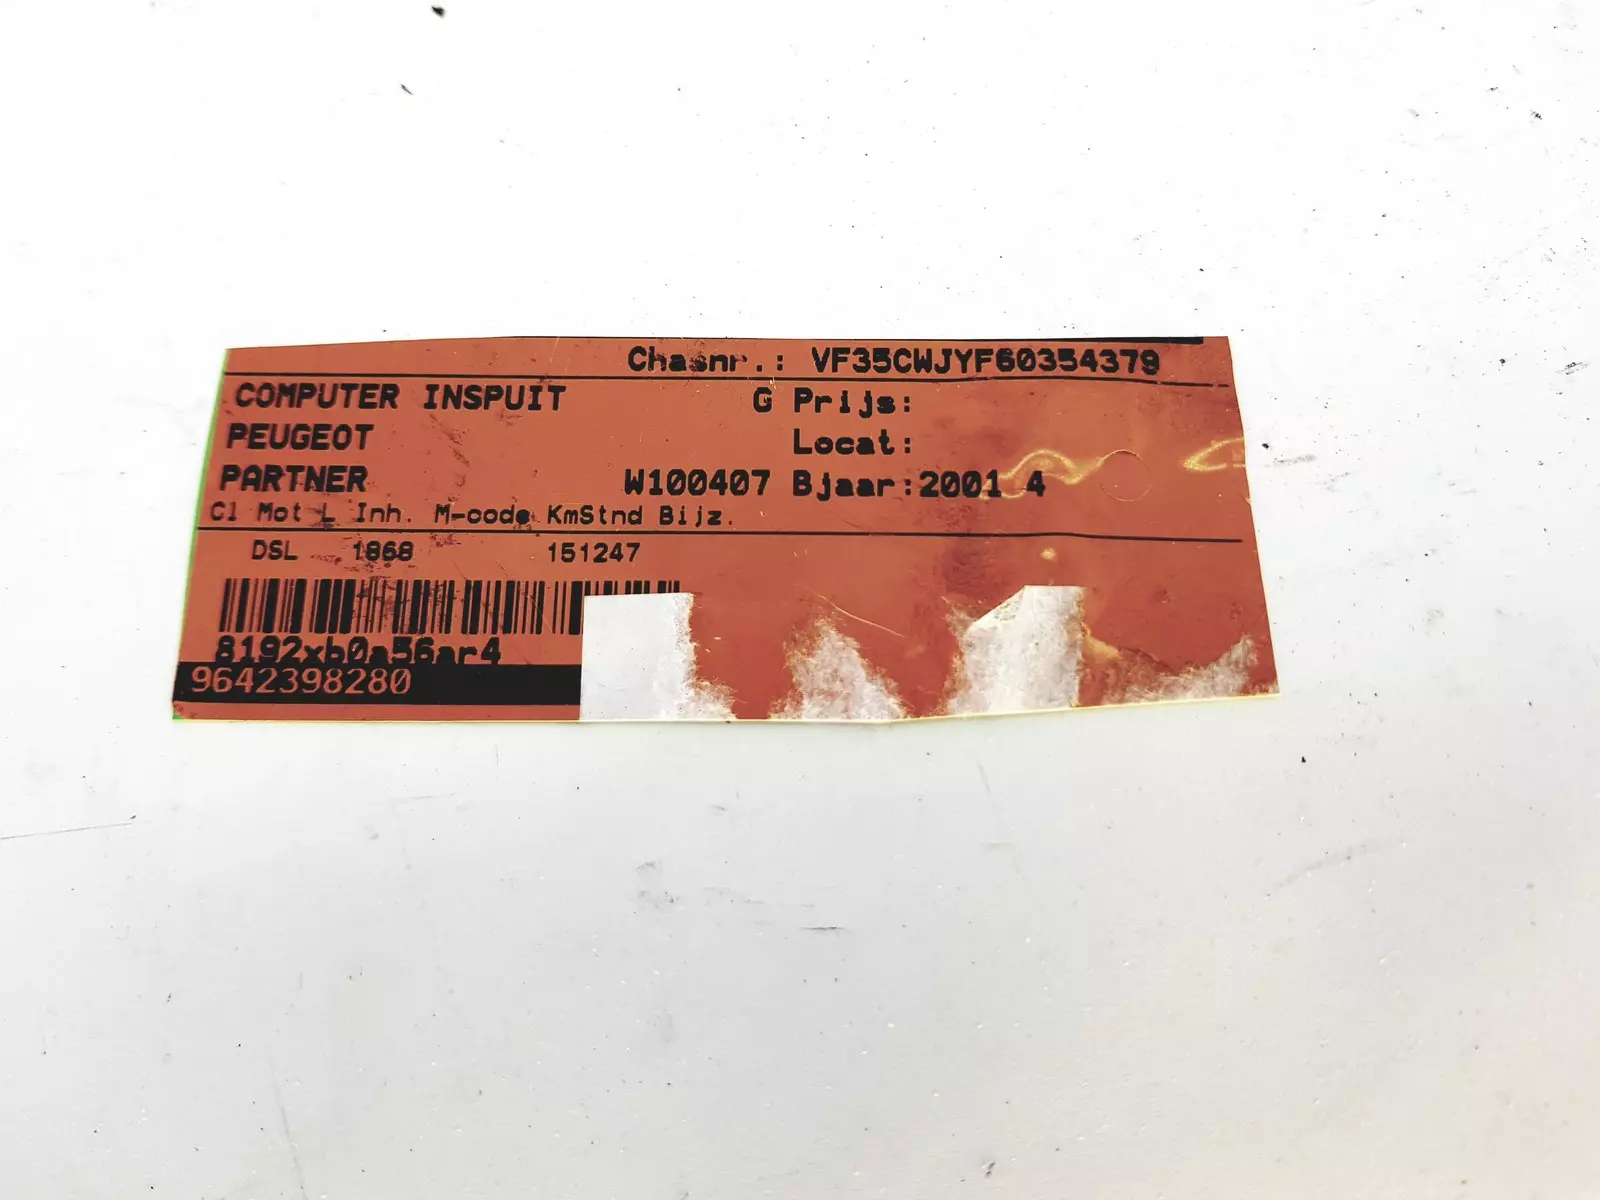 Chasnr.: VF35CWJYF60354379
COMPUTER INSPUIT G Prijs:
PEUGEOT Locat:
PARTNER W100407 Bjaar:2001 4
Cl Mot L Inh. M-code KmStnd Bijz.
DSL 1868 151247
8192xb0a56ar4
9642398280